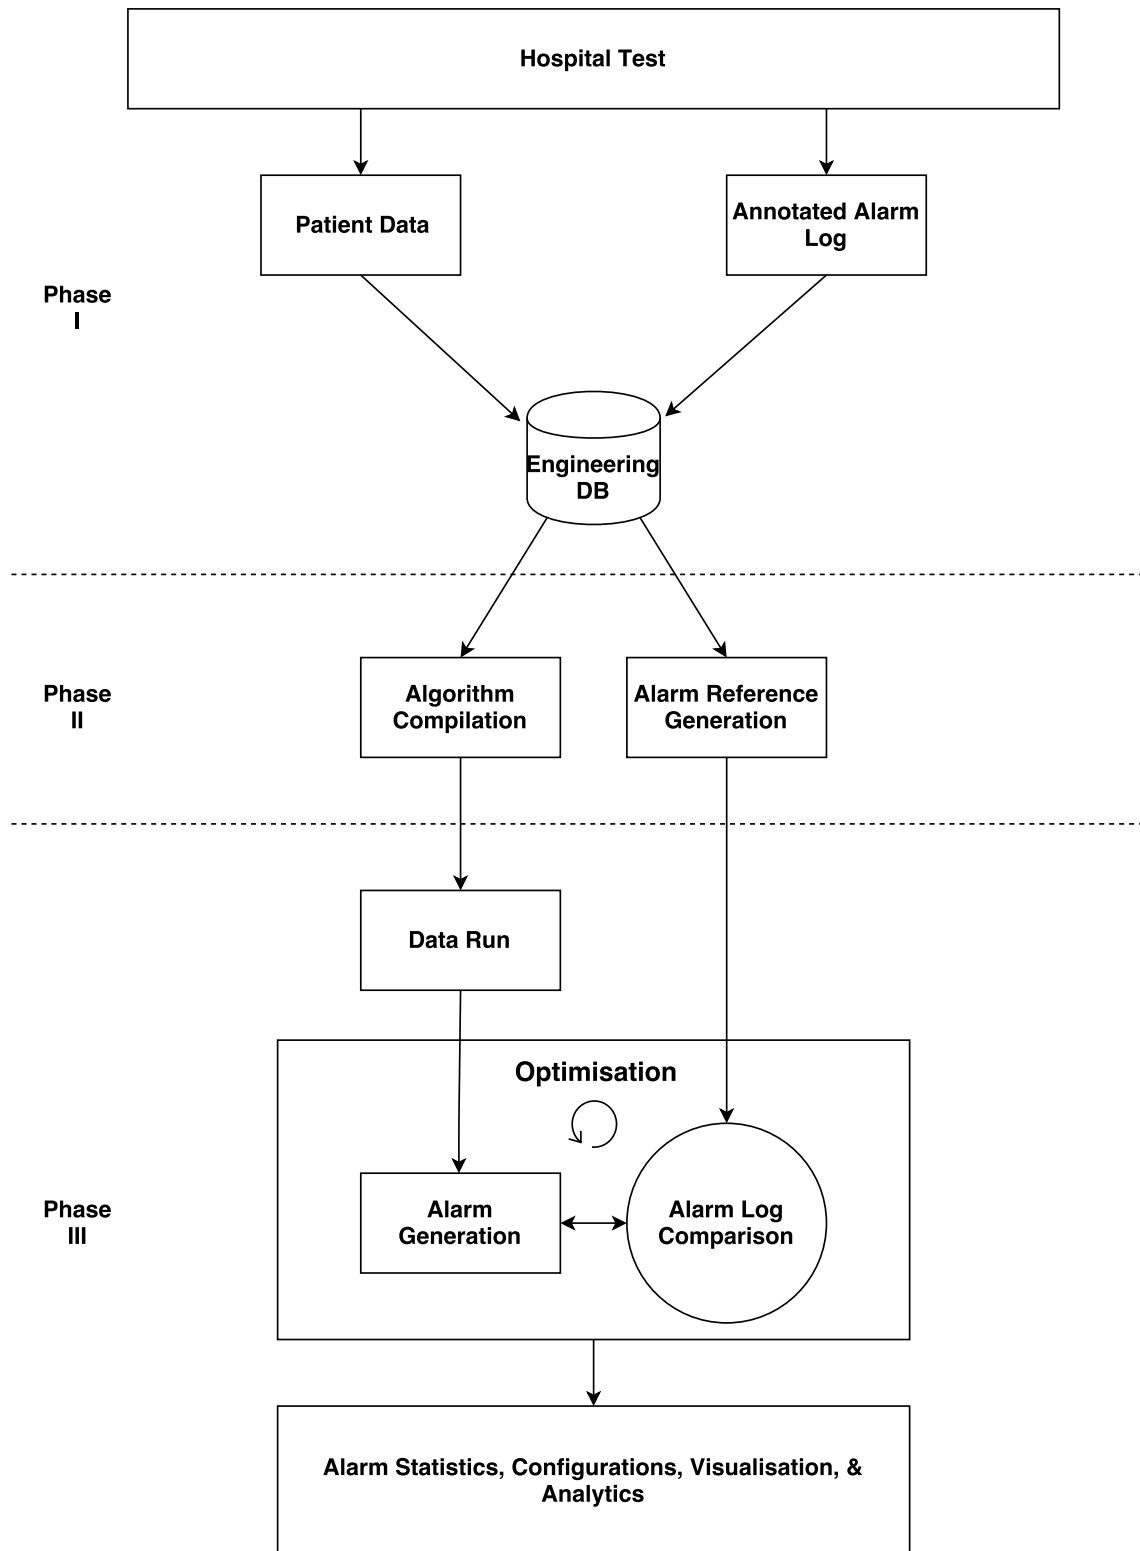 Hospital Test
Patient Data
Annotated Alarm
Log
Phase
I
Engineering
DB
Phase
II
Algorithm
Compilation
Alarm Reference
Generation
Data Run
Optimisation
Phase
III
Alarm
Generation
Alarm Log
Comparison
Alarm Statistics, Configurations, Visualisation, &
Analytics